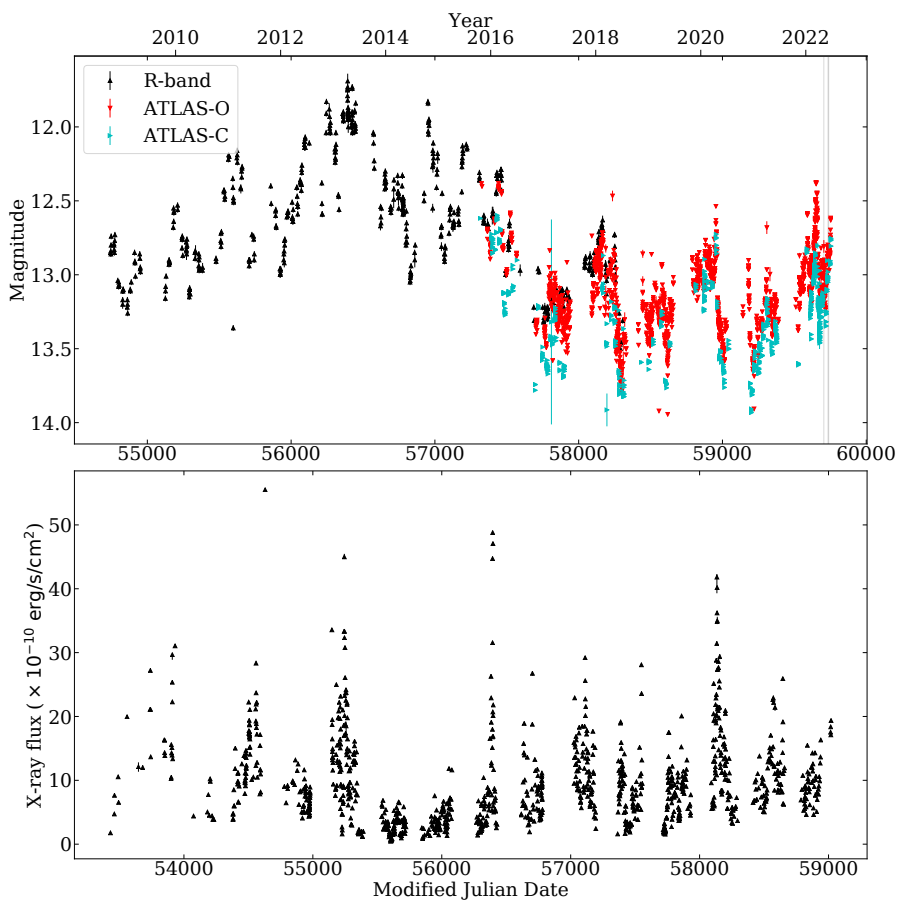 Year
2010 2012 2014 2016 2018 2020 2022
R-band
ATLAS-O
ATLAS-C
Magnitude
12.0
12.5
13.0
13.5
14.0
55000 56000 57000 58000 59000 60000
X-ray flux ( × 10⁻¹⁰ erg/s/cm²)
50
40
30
20
10
0
54000 55000 56000 57000 58000 59000
Modified Julian Date